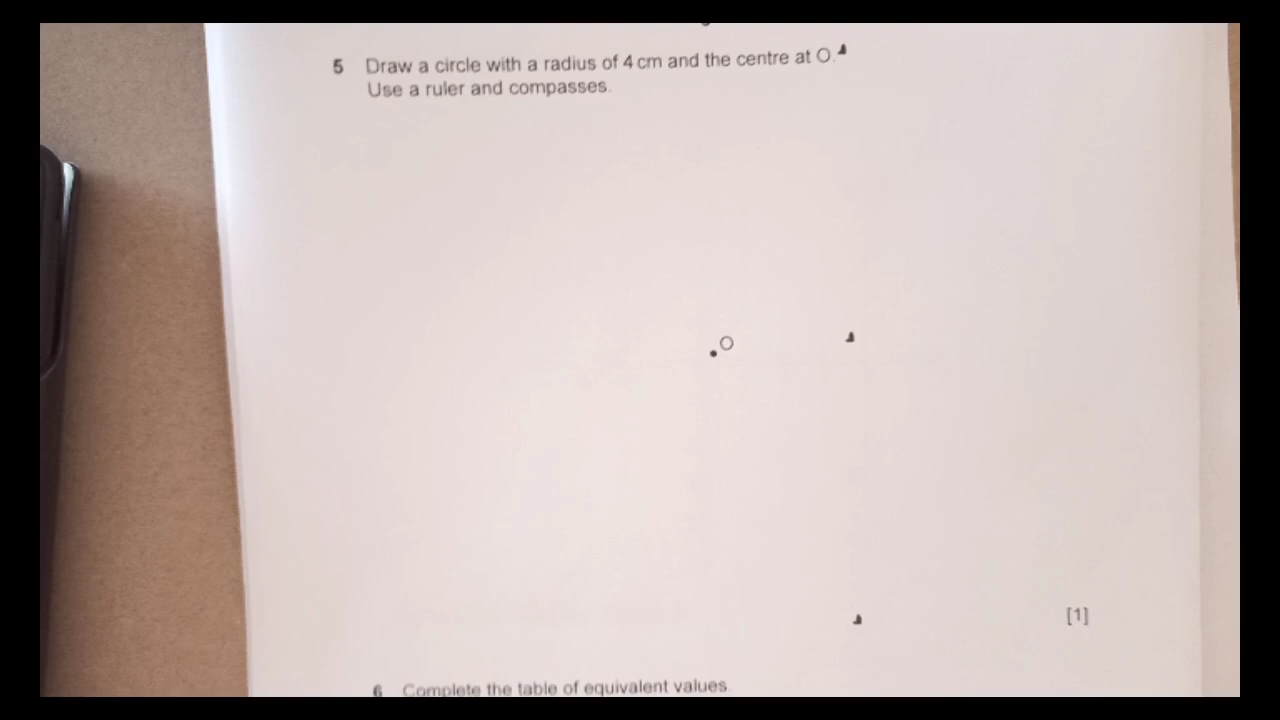 5 Draw a circle with a radius of 4 cm and the centre at O.
Use a ruler and compasses.
O
[1]
6 Complete the table of equivalent values.